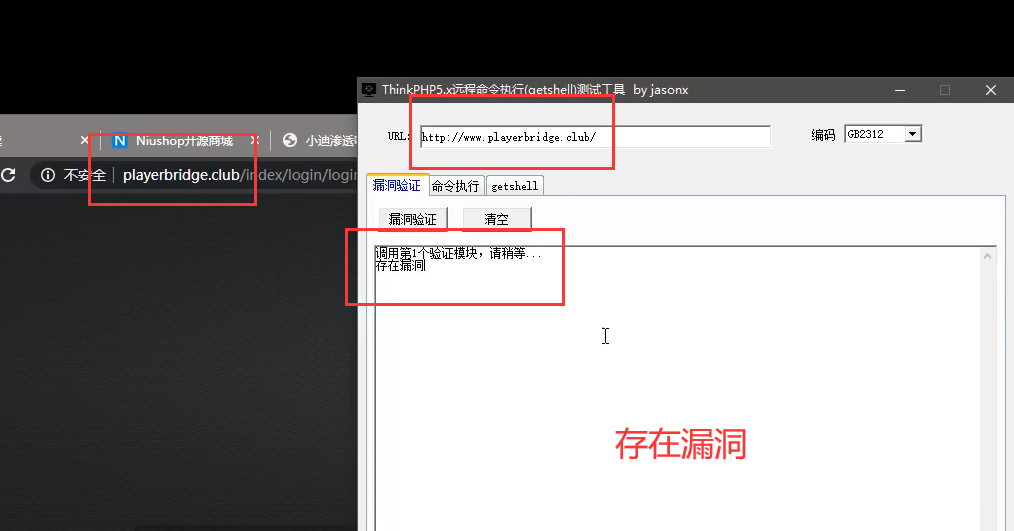 ThinkPHP5.x远程命令执行(getshell)测试工具 by jasonx
Niushop开源商城
小迪渗透
不安全 playerbridge.club/index/login/login
URL: http://www.playerbridge.club/
编码 GB2312
漏洞验证 命令执行 getshell
漏洞验证 清空
调用第1个验证模块，请稍等...
存在漏洞
存在漏洞